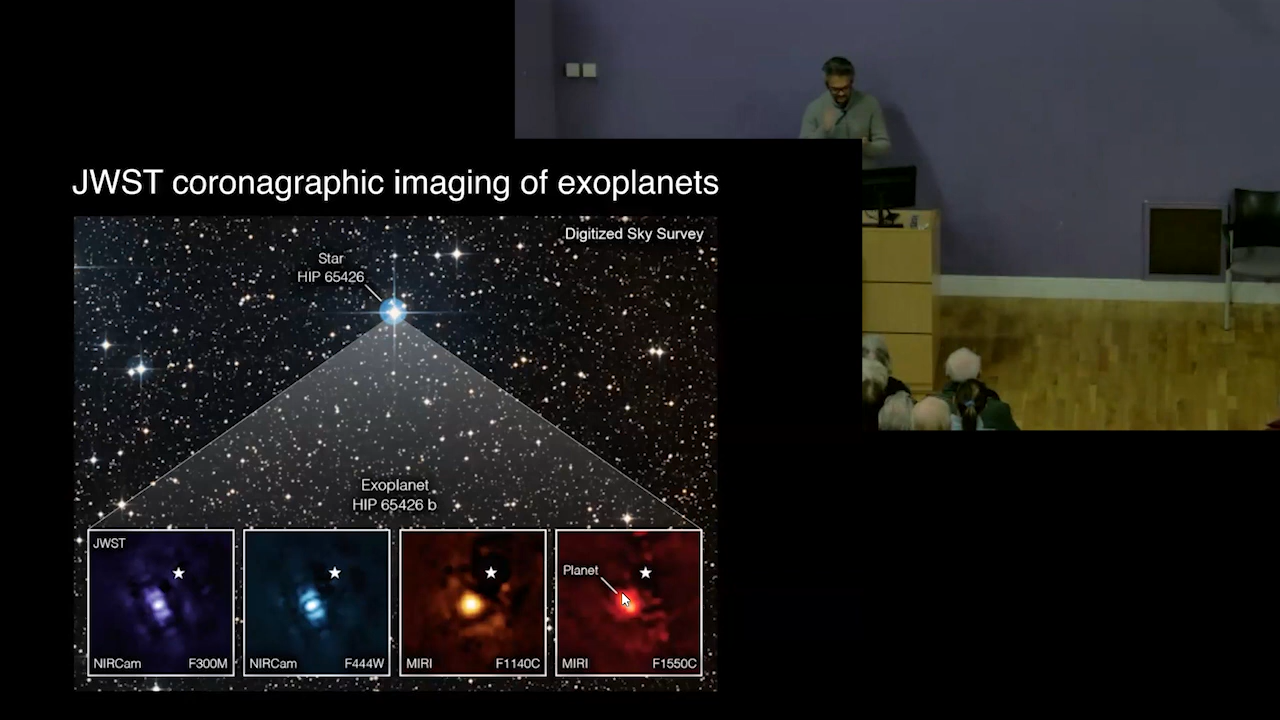 JWST coronagraphic imaging of exoplanets
Digitized Sky Survey
Star
HIP 65426
Exoplanet
HIP 65426 b
JWST
Planet
NIRCam F300M
NIRCam F444W
MIRI F1140C
MIRI F1550C